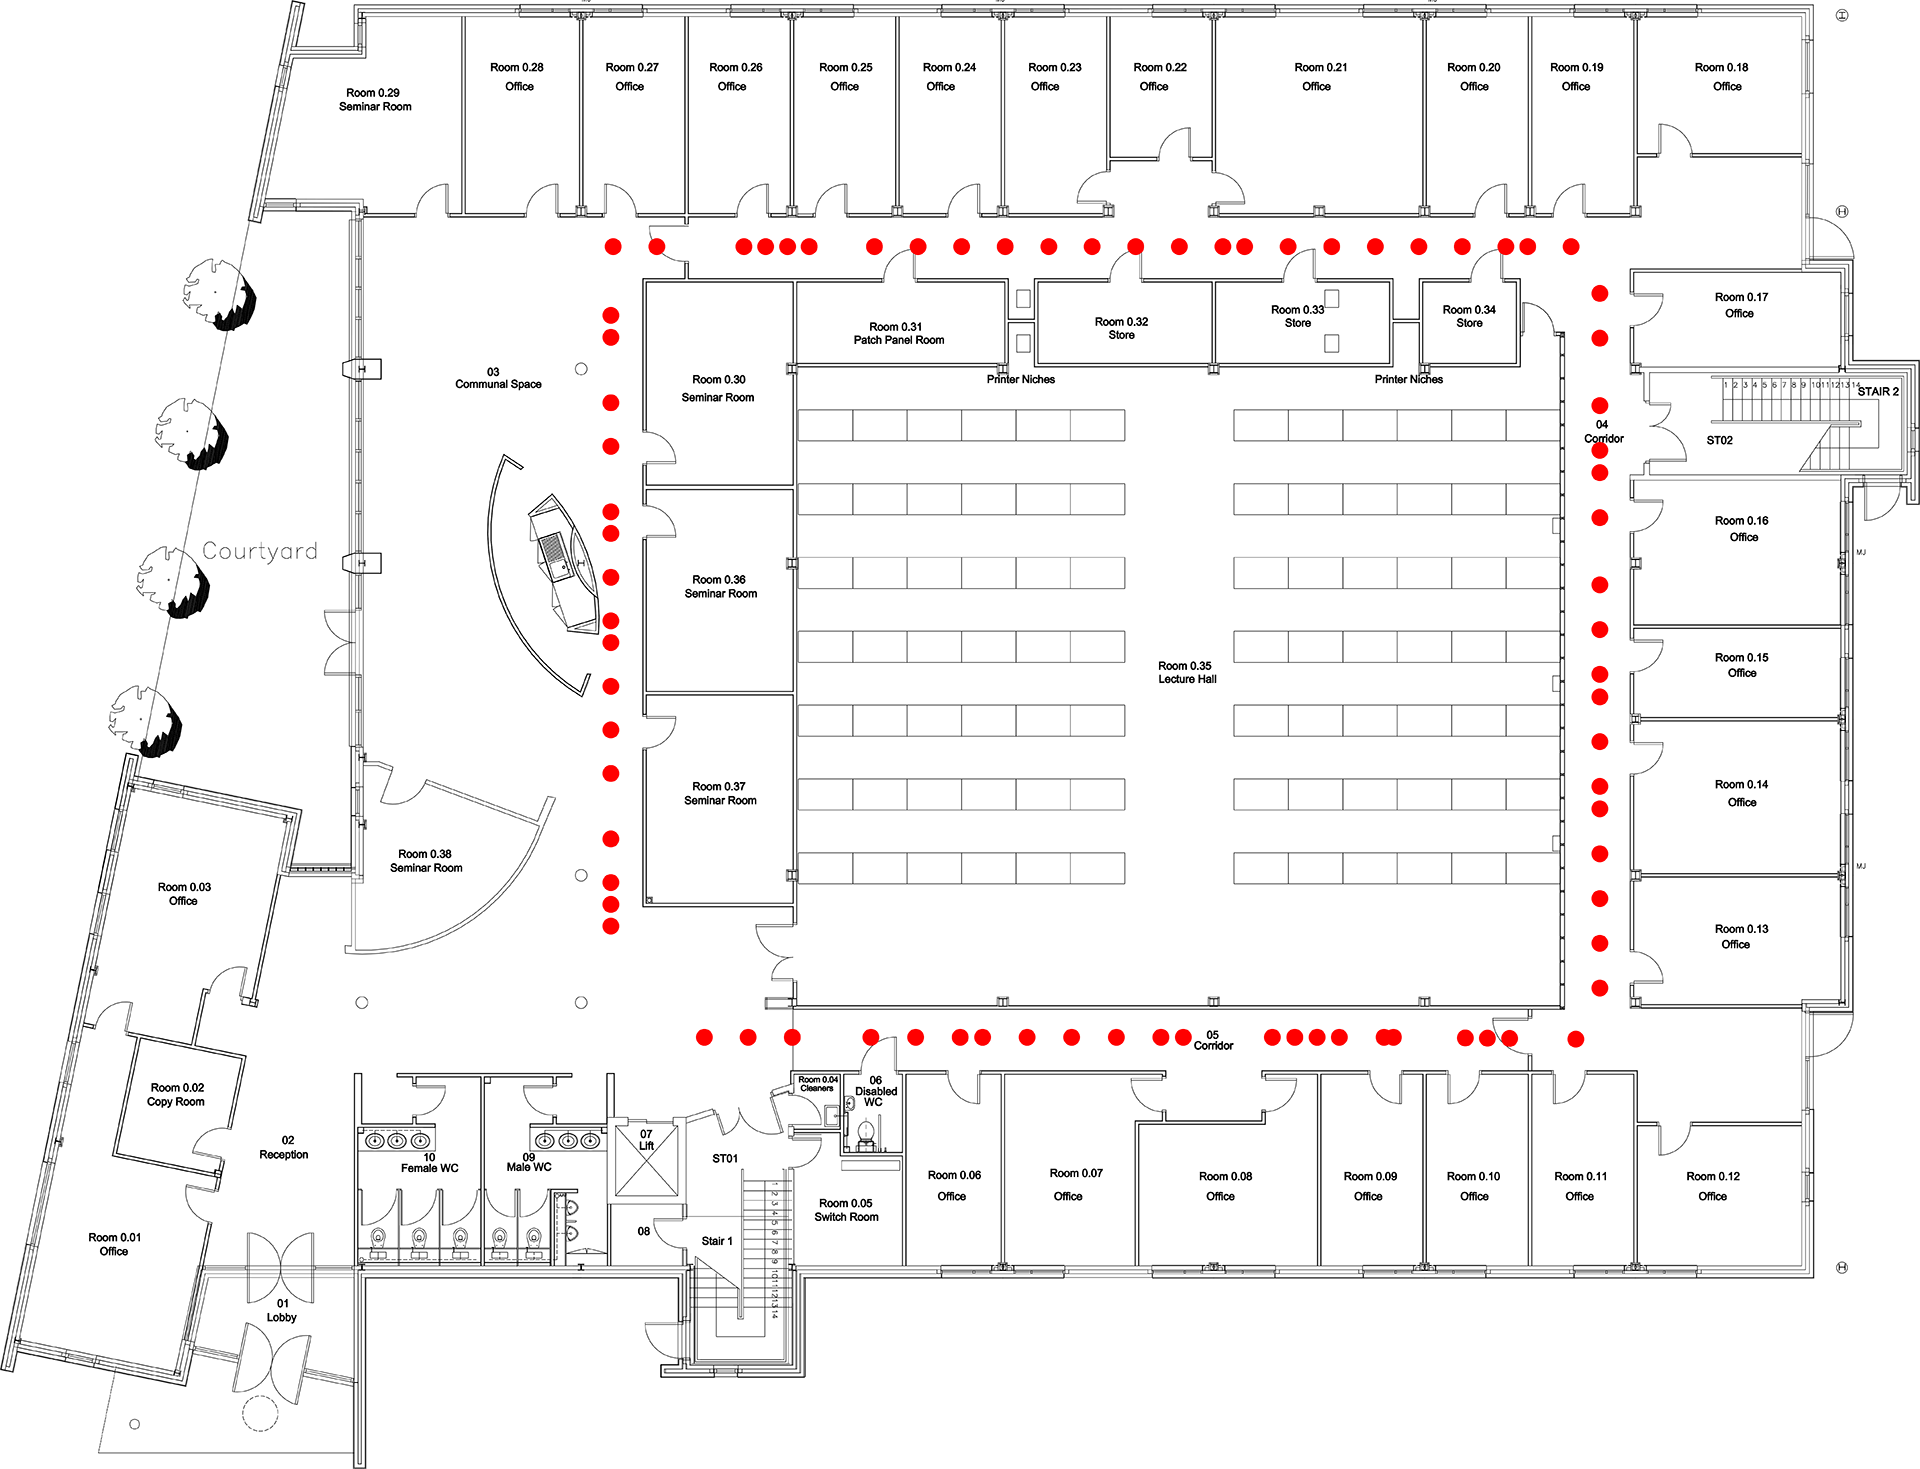 Room 0.29
Seminar Room
Room 0.28
Office
Room 0.27
Office
Room 0.26
Office
Room 0.25
Office
Room 0.24
Office
Room 0.23
Office
Room 0.22
Office
Room 0.21
Office
Room 0.20
Office
Room 0.19
Office
Room 0.18
Office
H
Room 0.17
Office
Room 0.31
Patch Panel Room
Room 0.32
Store
Room 0.33
Store
Room 0.34
Store
Printer Niches
Printer Niches
03
Communal Space
Room 0.30
Seminar Room
1 2 3 4 5 6 7 8 9 10 11 12 13 14
STAIR 2
04
Corridor
ST02
Courtyard
Room 0.36
Seminar Room
Room 0.16
Office
MJ
Room 0.35
Lecture Hall
Room 0.15
Office
Room 0.37
Seminar Room
Room 0.14
Office
Room 0.38
Seminar Room
MJ
Room 0.03
Office
Room 0.13
Office
05
Corridor
Room 0.02
Copy Room
Room 0.04
Cleaners
06
Disabled
WC
02
Reception
10
Female WC
09
Male WC
07
Lift
ST01
Room 0.05
Switch Room
Room 0.06
Office
Room 0.07
Office
Room 0.08
Office
Room 0.09
Office
Room 0.10
Office
Room 0.11
Office
Room 0.12
Office
08
Stair 1
1
2
3
4
5
6
7
8
9
10
11
12
13
14
Room 0.01
Office
H
01
Lobby